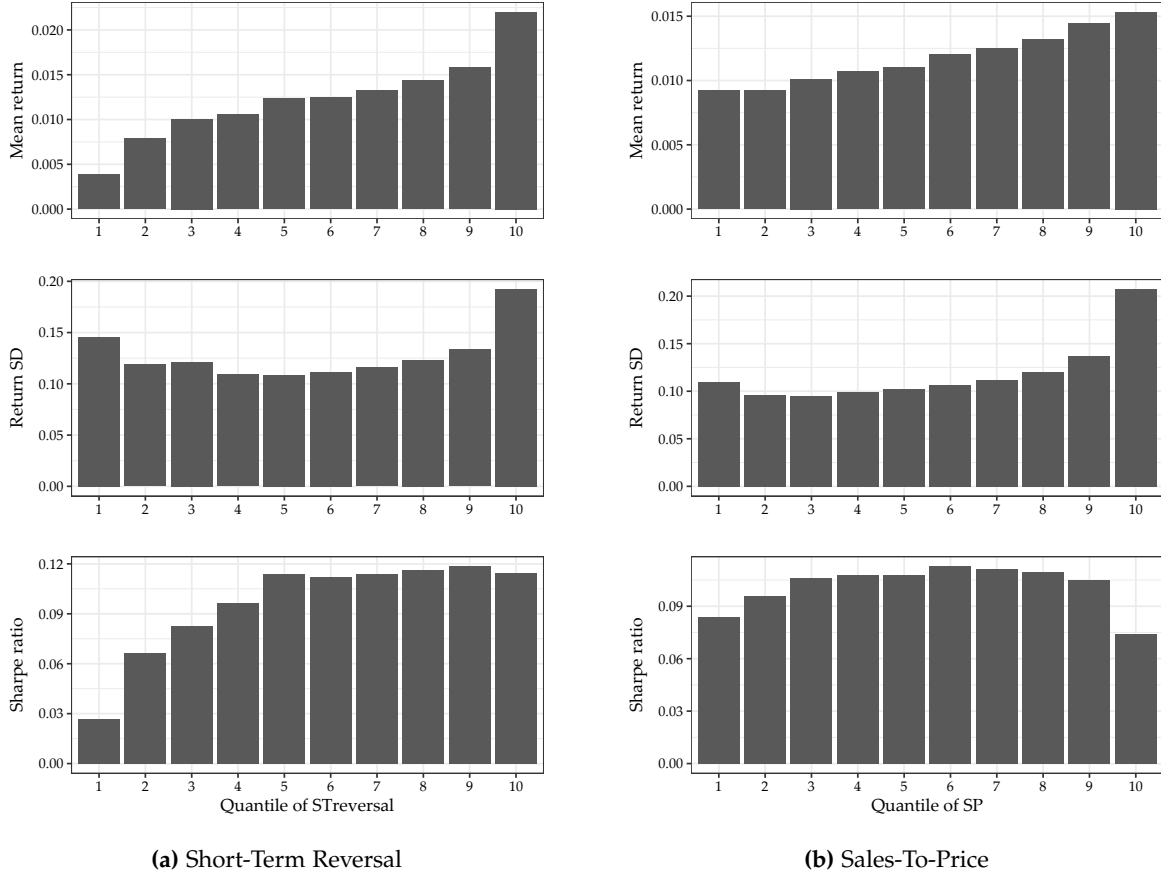 Mean return
0.020
0.015
0.010
0.005
0.000
1 2 3 4 5 6 7 8 9 10
Return SD
0.20
0.15
0.10
0.05
0.00
1 2 3 4 5 6 7 8 9 10
Sharpe ratio
0.12
0.09
0.06
0.03
0.00
1 2 3 4 5 6 7 8 9 10
Quantile of STreversal
(a) Short-Term Reversal
Mean return
0.015
0.010
0.005
0.000
1 2 3 4 5 6 7 8 9 10
Return SD
0.20
0.15
0.10
0.05
0.00
1 2 3 4 5 6 7 8 9 10
Sharpe ratio
0.09
0.06
0.03
0.00
1 2 3 4 5 6 7 8 9 10
Quantile of SP
(b) Sales-To-Price